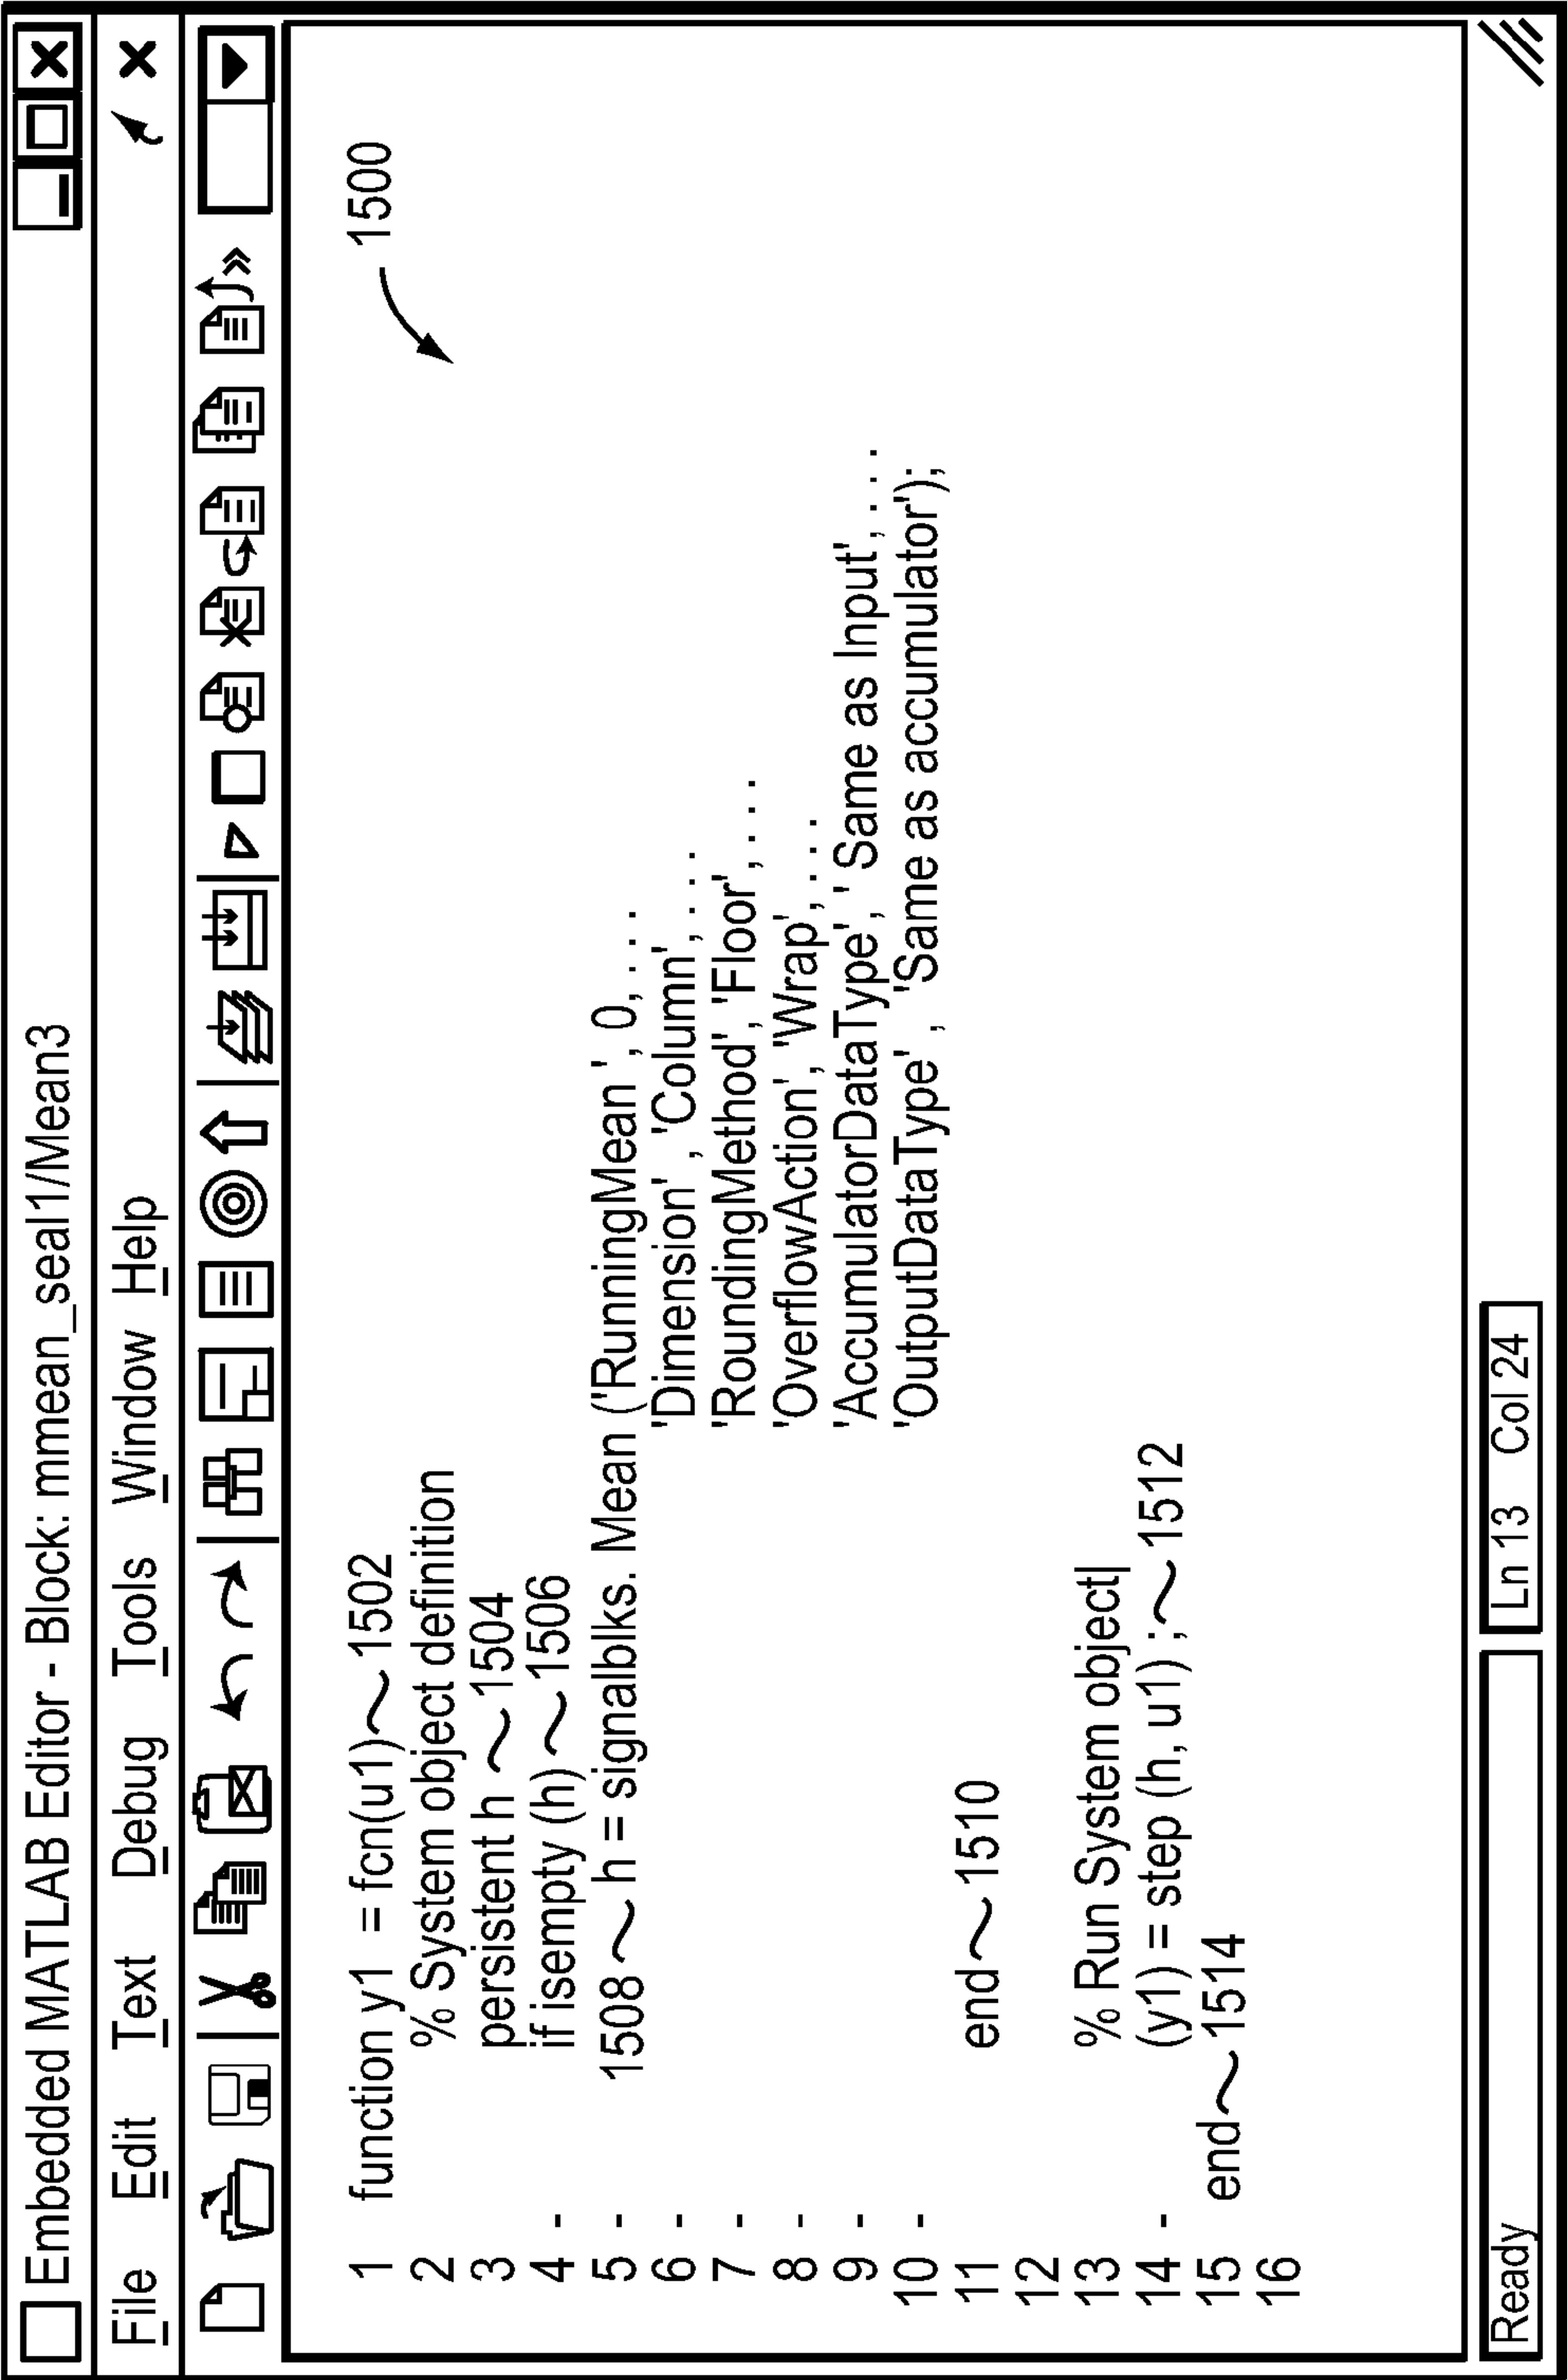 Embedded MATLAB Editor - Block: mmean_seal1/Mean3
File Edit Text Debug Tools Window Help
1500
1 function y1 = fcn(u1)~1502
2 % System object definition
3 persistent h ~1504
4 - if isempty (h) ~1506
5 - 1508~ h = signalblks. Mean ('RunningMean', 0, . . .
6 - 'Dimension' , 'Column', . . .
7 - 'RoundingMethod', 'Floor', . . .
8 - 'OverflowAction', 'Wrap', . . .
9 - 'AccumulatorDataType', ' Same as Input', . . .
10 - 'OutputDataType' , 'Same as accumulator');
11 end~1510
12
13 % Run System object|
14 - (y1) = step (h, u1) ;~1512
15 end~1514
16
Ready Ln 13 Col 24